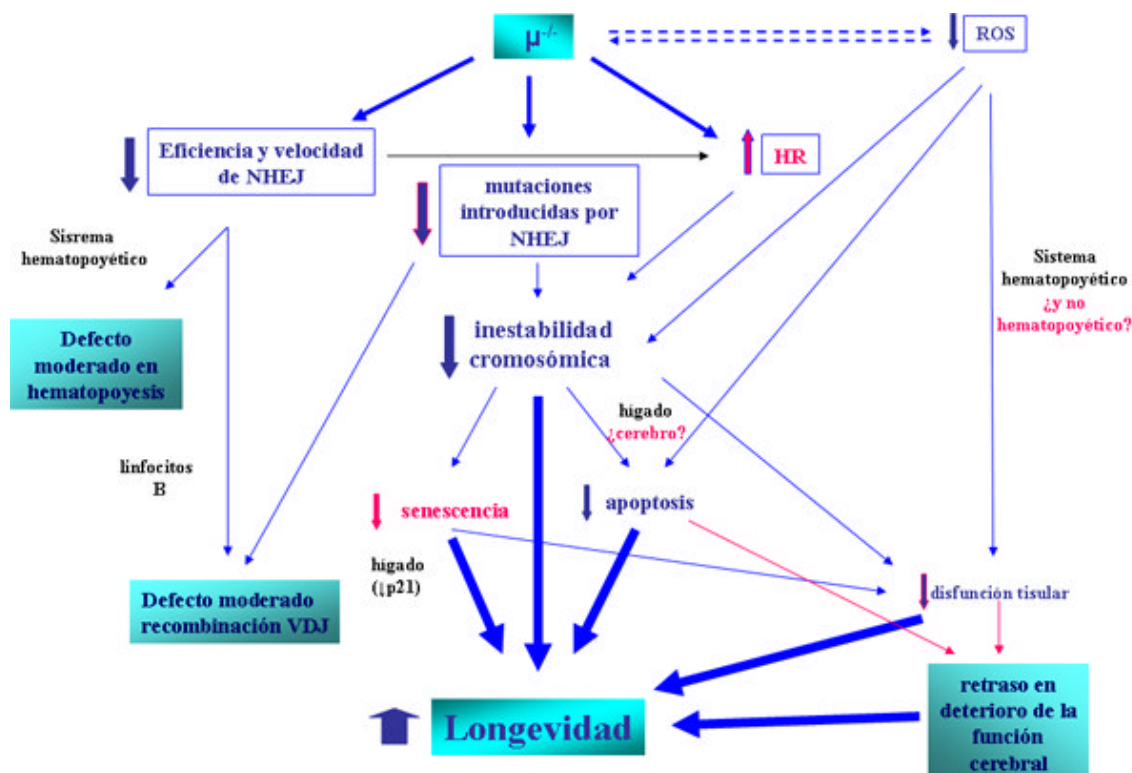 μ-/-
ROS
Eficiencia y velocidad
de NHEJ
HR
mutaciones
introducidas por
NHEJ
Sisrema
hematopoyético
Sistema
hematopoyético
¿y no
hematopoyético?
Defecto
moderado en
hematopoyesis
inestabilidad
cromosómica
hígado
¿cerebro?
linfocitos
B
senescencia
apoptosis
hígado
(↓p21)
Defecto moderado
recombinación VDJ
disfunción tisular
Longevidad
retraso en
deterioro de la
función
cerebral